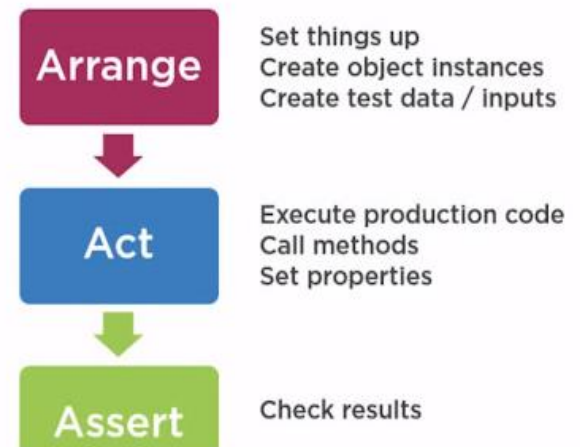 Arrange
Set things up
Create object instances
Create test data / inputs
Act
Execute production code
Call methods
Set properties
Assert
Check results